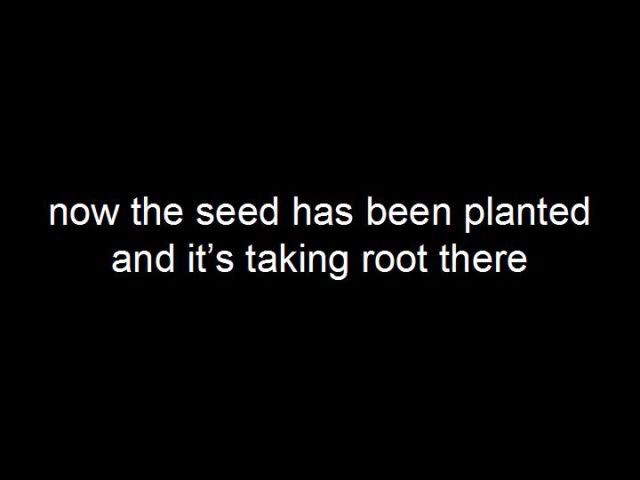 now the seed has been planted
and it’s taking root there